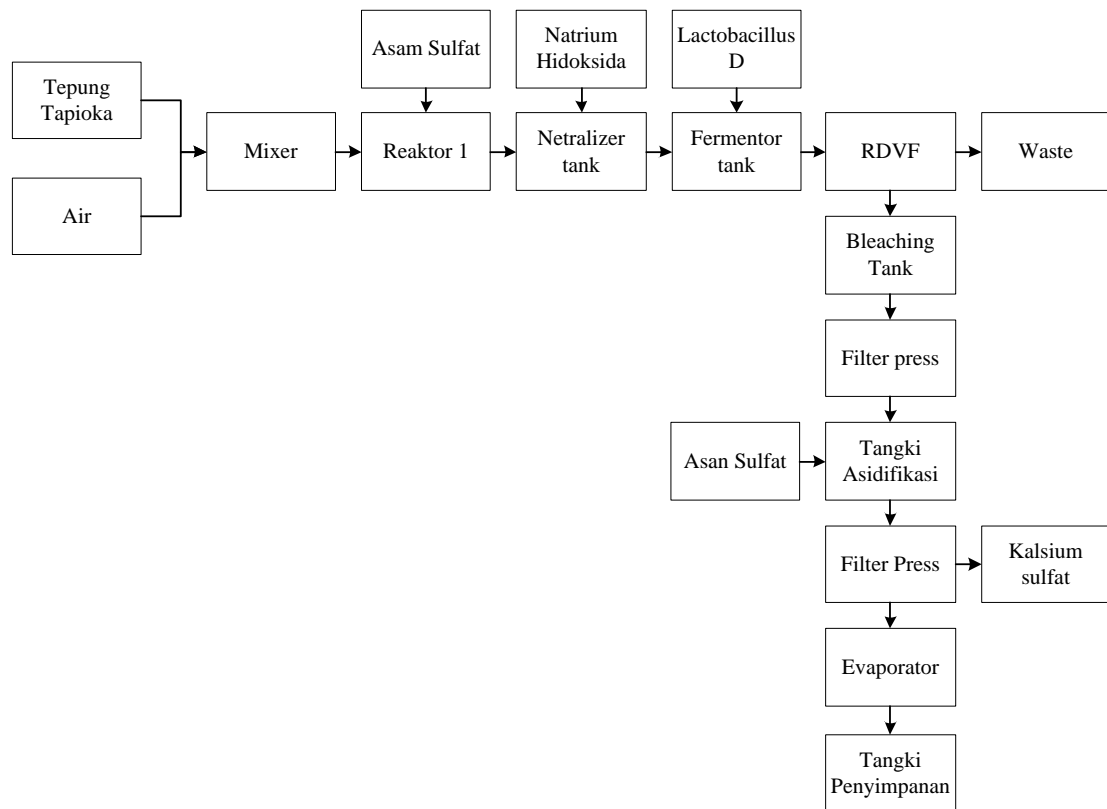 Asam Sulfat
Natrium
Hidoksida
Lactobacillus
D
Tepung
Tapioka
Mixer
Reaktor 1
Netralizer
tank
Fermentor
tank
RDVF
Waste
Air
Bleaching
Tank
Filter press
Asan Sulfat
Tangki
Asidifikasi
Filter Press
Kalsium
sulfat
Evaporator
Tangki
Penyimpanan